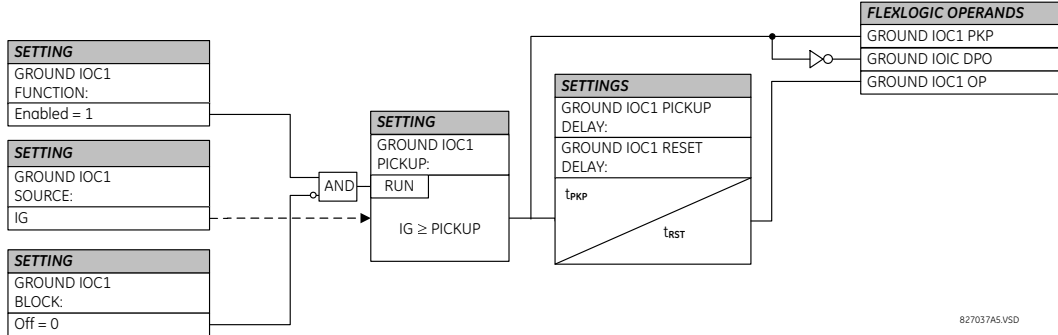 SETTING
GROUND IOC1
FUNCTION:
Enabled = 1
SETTING
GROUND IOC1
SOURCE:
IG
SETTING
GROUND IOC1
BLOCK:
Off = 0
AND
SETTING
GROUND IOC1
PICKUP:
RUN
IG ≥ PICKUP
SETTINGS
GROUND IOC1 PICKUP
DELAY:
GROUND IOC1 RESET
DELAY:
tPKP
tRST
FLEXLOGIC OPERANDS
GROUND IOC1 PKP
GROUND IOIC DPO
GROUND IOC1 OP
827037A5.VSD